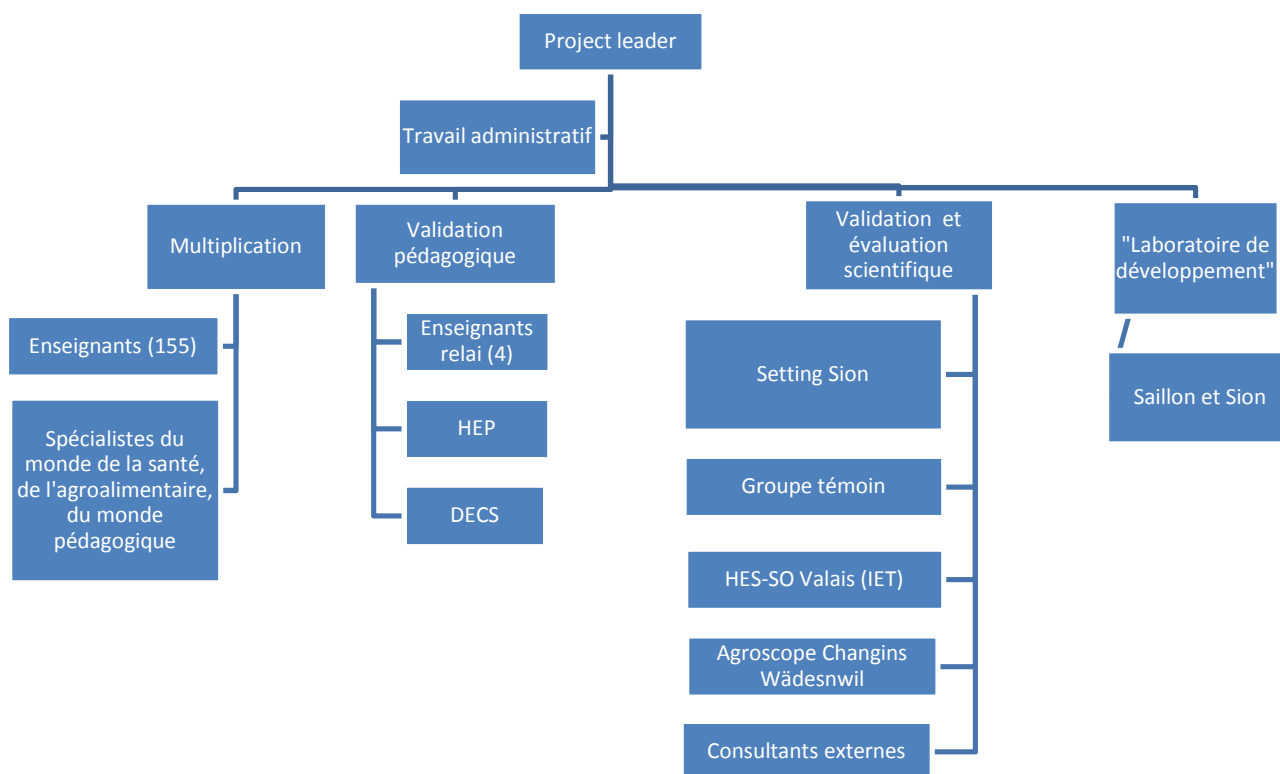 Project leader
Travail administratif
Multiplication
Validation
pédagogique
Validation et
évaluation
scientifique
"Laboratoire de
développement"
Enseignants (155)
Spécialistes du
monde de la santé,
de l'agroalimentaire,
du monde
pédagogique
Enseignants
relai (4)
HEP
DECS
Setting Sion
Groupe témoin
HES-SO Valais (IET)
Agroscope Changins
Wädesnwil
Consultants externes
Saillon et Sion